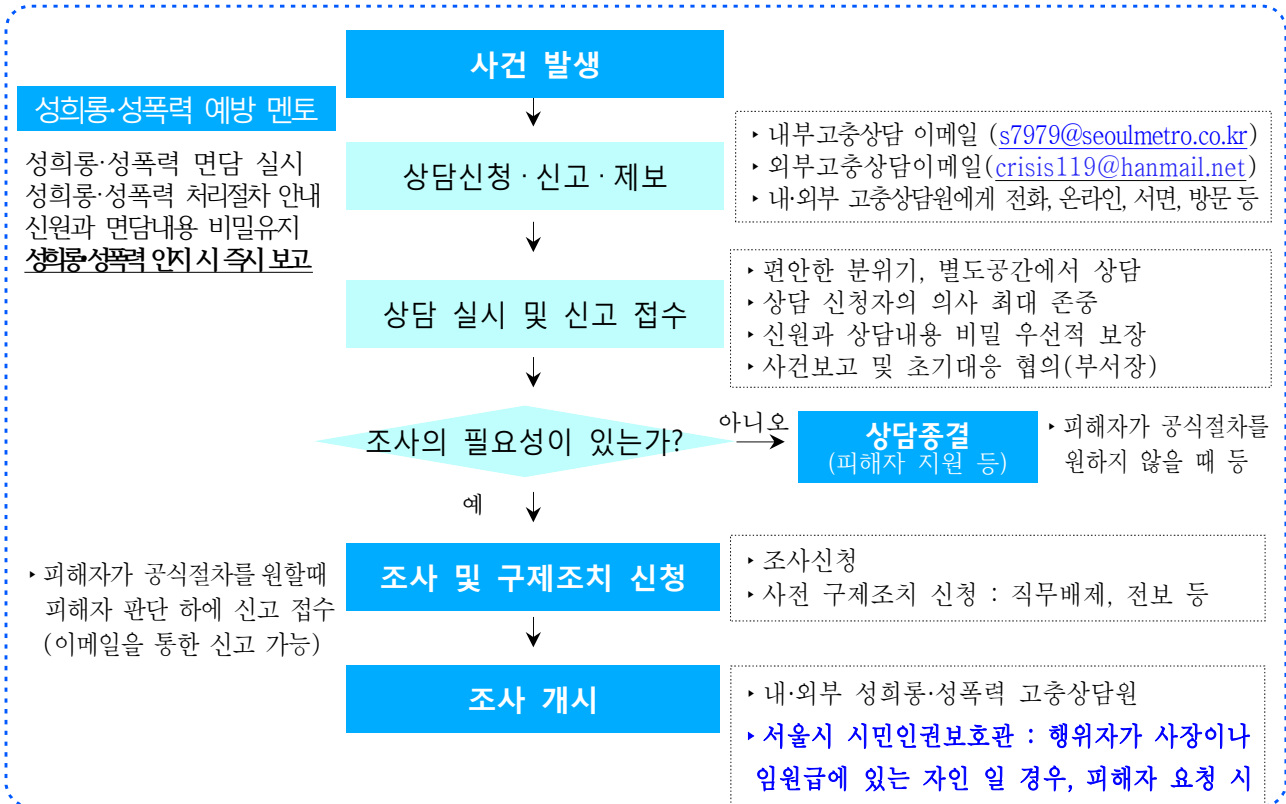 사건 발생
성희롱·성폭력 예방 멘토
성희롱·성폭력 면담 실시
성희롱·성폭력 처리절차 안내
신원과 면담내용 비밀유지
성희롱·성폭력 인지 시 즉시 보고
상담신청·신고·제보
‣ 내부고충상담 이메일 (s7979@seoulmetro.co.kr)
‣ 외부고충상담이메일(crisis119@hanmail.net)
‣ 내·외부 고충상담원에게 전화, 온라인, 서면, 방문 등
상담 실시 및 신고 접수
‣ 편안한 분위기, 별도공간에서 상담
‣ 상담 신청자의 의사 최대 존중
‣ 신원과 상담내용 비밀 우선적 보장
‣ 사건보고 및 초기대응 협의(부서장)
조사의 필요성이 있는가?
아니오
상담종결
(피해자 지원 등)
‣ 피해자가 공식절차를
원하지 않을 때 등
예
‣ 피해자가 공식절차를 원할때
피해자 판단 하에 신고 접수
(이메일을 통한 신고 가능)
조사 및 구제조치 신청
‣ 조사신청
‣ 사전 구제조치 신청 : 직무배제, 전보 등
조사 개시
‣ 내·외부 성희롱·성폭력 고충상담원
‣ 서울시 시민인권보호관 : 행위자가 사장이나
임원급에 있는 자인 일 경우, 피해자 요청 시